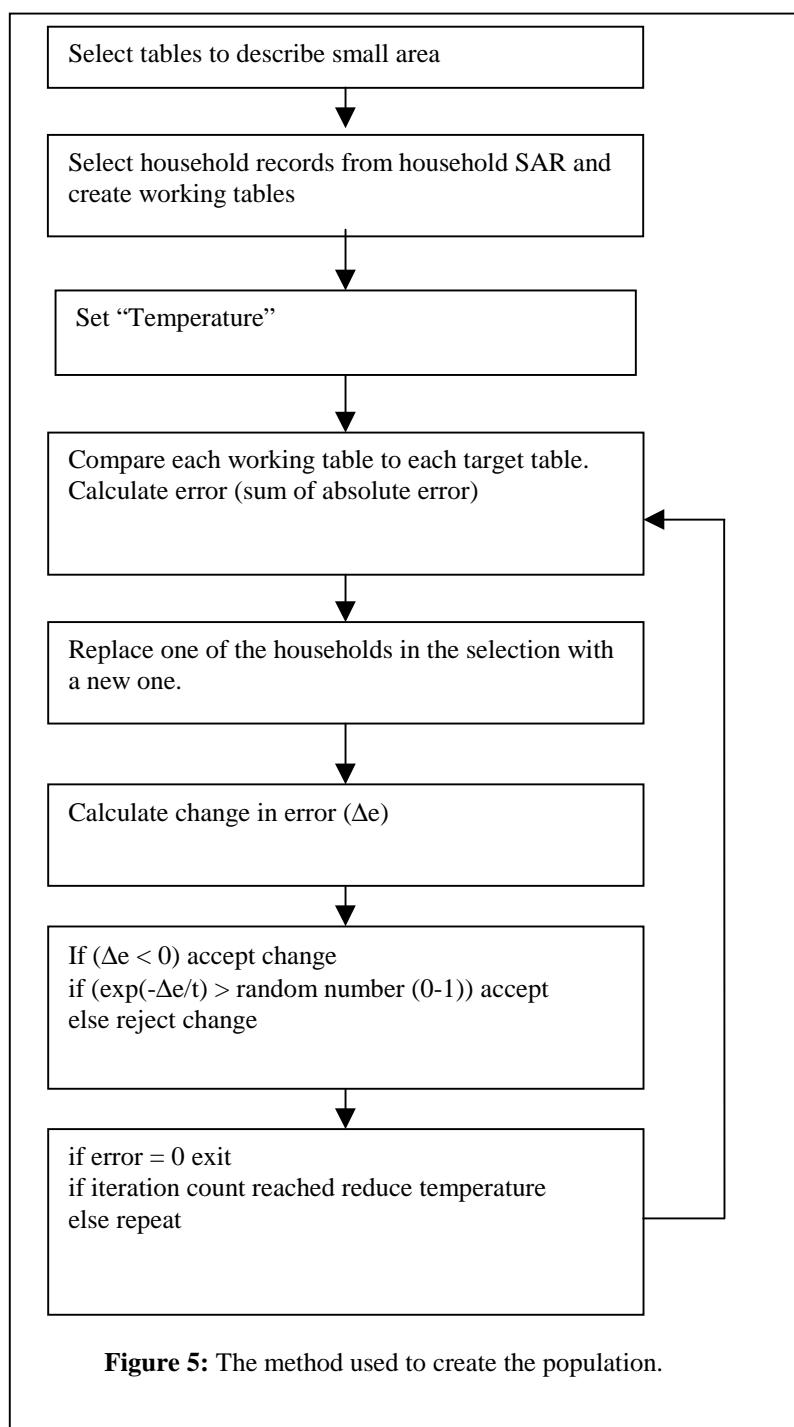 Select tables to describe small area
Select household records from household SAR and
create working tables
Set “Temperature”
Compare each working table to each target table.
Calculate error (sum of absolute error)
Replace one of the households in the selection with
a new one.
Calculate change in error (Δe)
If (Δe < 0) accept change
if (exp(-Δe/t) > random number (0-1)) accept
else reject change
if error = 0 exit
if iteration count reached reduce temperature
else repeat
Figure 5: The method used to create the population.